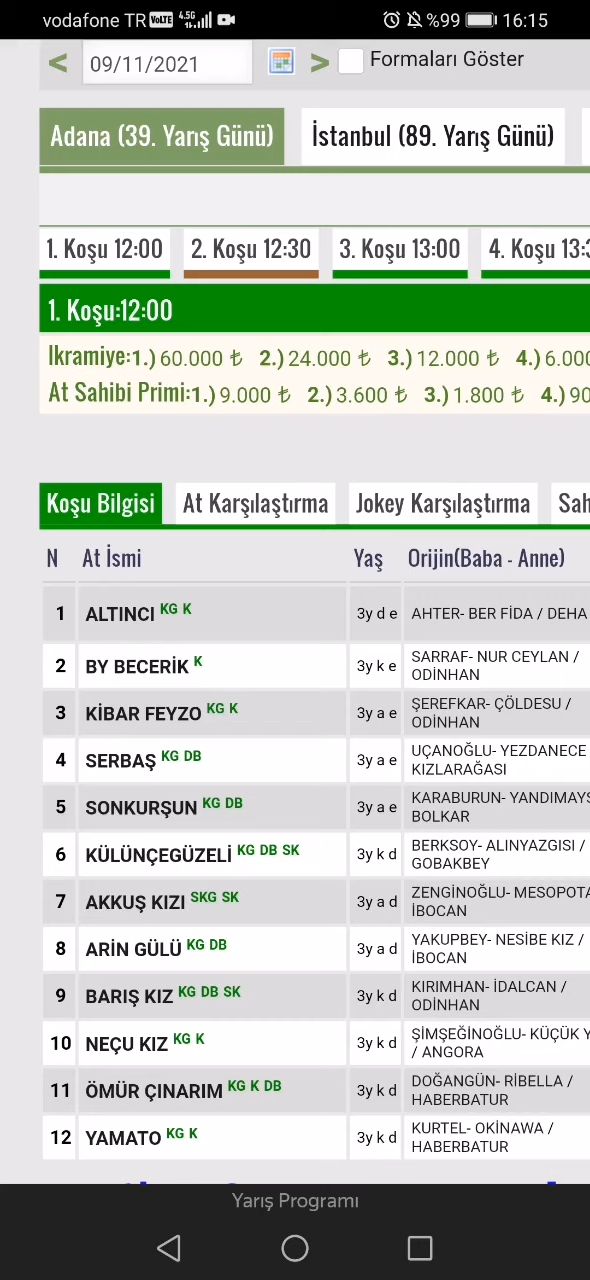 vodafone TR VoLTE 4.5G %99 16:15
< 09/11/2021 > Formaları Göster
Adana (39. Yarış Günü) İstanbul (89. Yarış Günü)
1. Koşu 12:00 2. Koşu 12:30 3. Koşu 13:00 4. Koşu 13:3
1. Koşu:12:00
Ikramiye:1.) 60.000 ₺ 2.) 24.000 ₺ 3.) 12.000 ₺ 4.) 6.000
At Sahibi Primi:1.) 9.000 ₺ 2.) 3.600 ₺ 3.) 1.800 ₺ 4.) 90
Koşu Bilgisi At Karşılaştırma Jokey Karşılaştırma Sah
N At İsmi Yaş Orijin(Baba - Anne)
1 ALTINCI KG K 3y d e AHTER- BER FİDA / DEHA
2 BY BECERİK K 3y k e SARRAF- NUR CEYLAN /
ODİNHAN
3 KİBAR FEYZO KG K 3y a e ŞEREFKAR- ÇÖLDESU /
ODİNHAN
4 SERBAŞ KG DB 3y a e UÇANOĞLU- YEZDANECE
KIZLARAĞASI
5 SONKURŞUN KG DB 3y a e KARABURUN- YANDIMAYS
BOLKAR
6 KÜLÜNÇEGÜZELİ KG DB SK 3y k d BERKSOY- ALINYAZGISI /
GOBAKBEY
7 AKKUŞ KIZI SKG SK 3y a d ZENGİNOĞLU- MESOPOTA
İBOCAN
8 ARİN GÜLÜ KG DB 3y a d YAKUPBEY- NESİBE KIZ /
İBOCAN
9 BARIŞ KIZ KG DB SK 3y k d KIRIMHAN- İDALCAN /
ODİNHAN
10 NEÇU KIZ KG K 3y k d ŞİMŞEĞİNOĞLU- KÜÇÜK Y
/ ANGORA
11 ÖMÜR ÇINARIM KG K DB 3y k d DOĞANGÜN- RİBELLA /
HABERBATUR
12 YAMATO KG K 3y k d KURTEL- OKİNAWA /
HABERBATUR
Yarış Programı